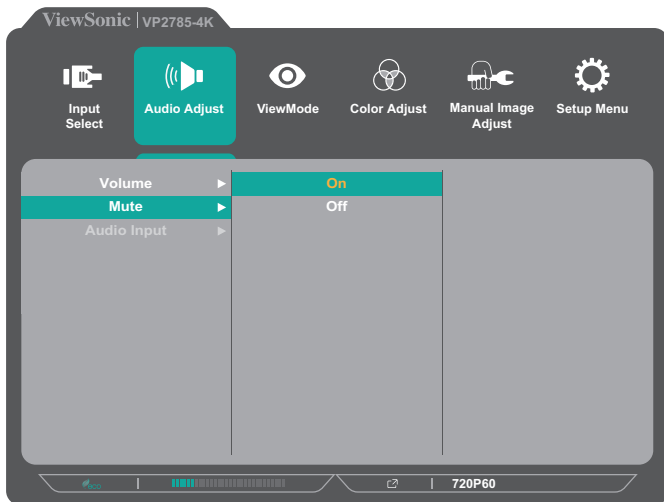 ViewSonic | VP2785-4K
Input Select
Audio Adjust
ViewMode
Color Adjust
Manual Image Adjust
Setup Menu
Volume
On
Mute
Off
Audio Input
eco
720P60